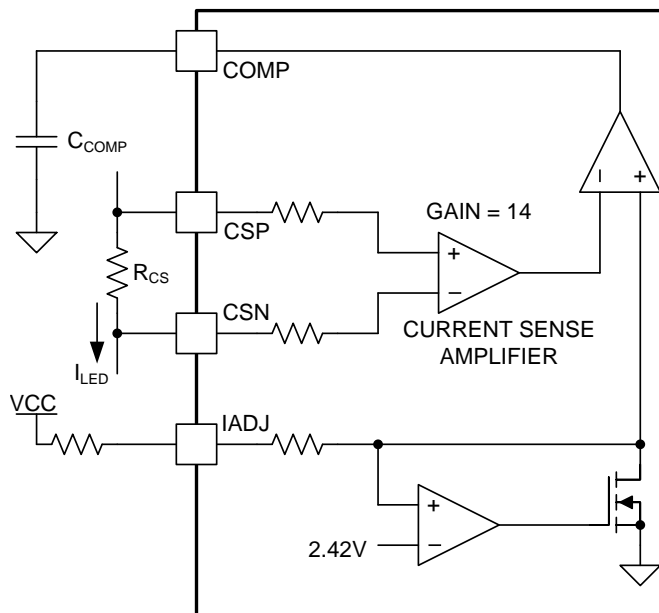 COMP
C_COMP
GAIN = 14
CSP
+
−
− +
R_CS
CSN
CURRENT SENSE
AMPLIFIER
I_LED
VCC
IADJ
+
−
2.42V